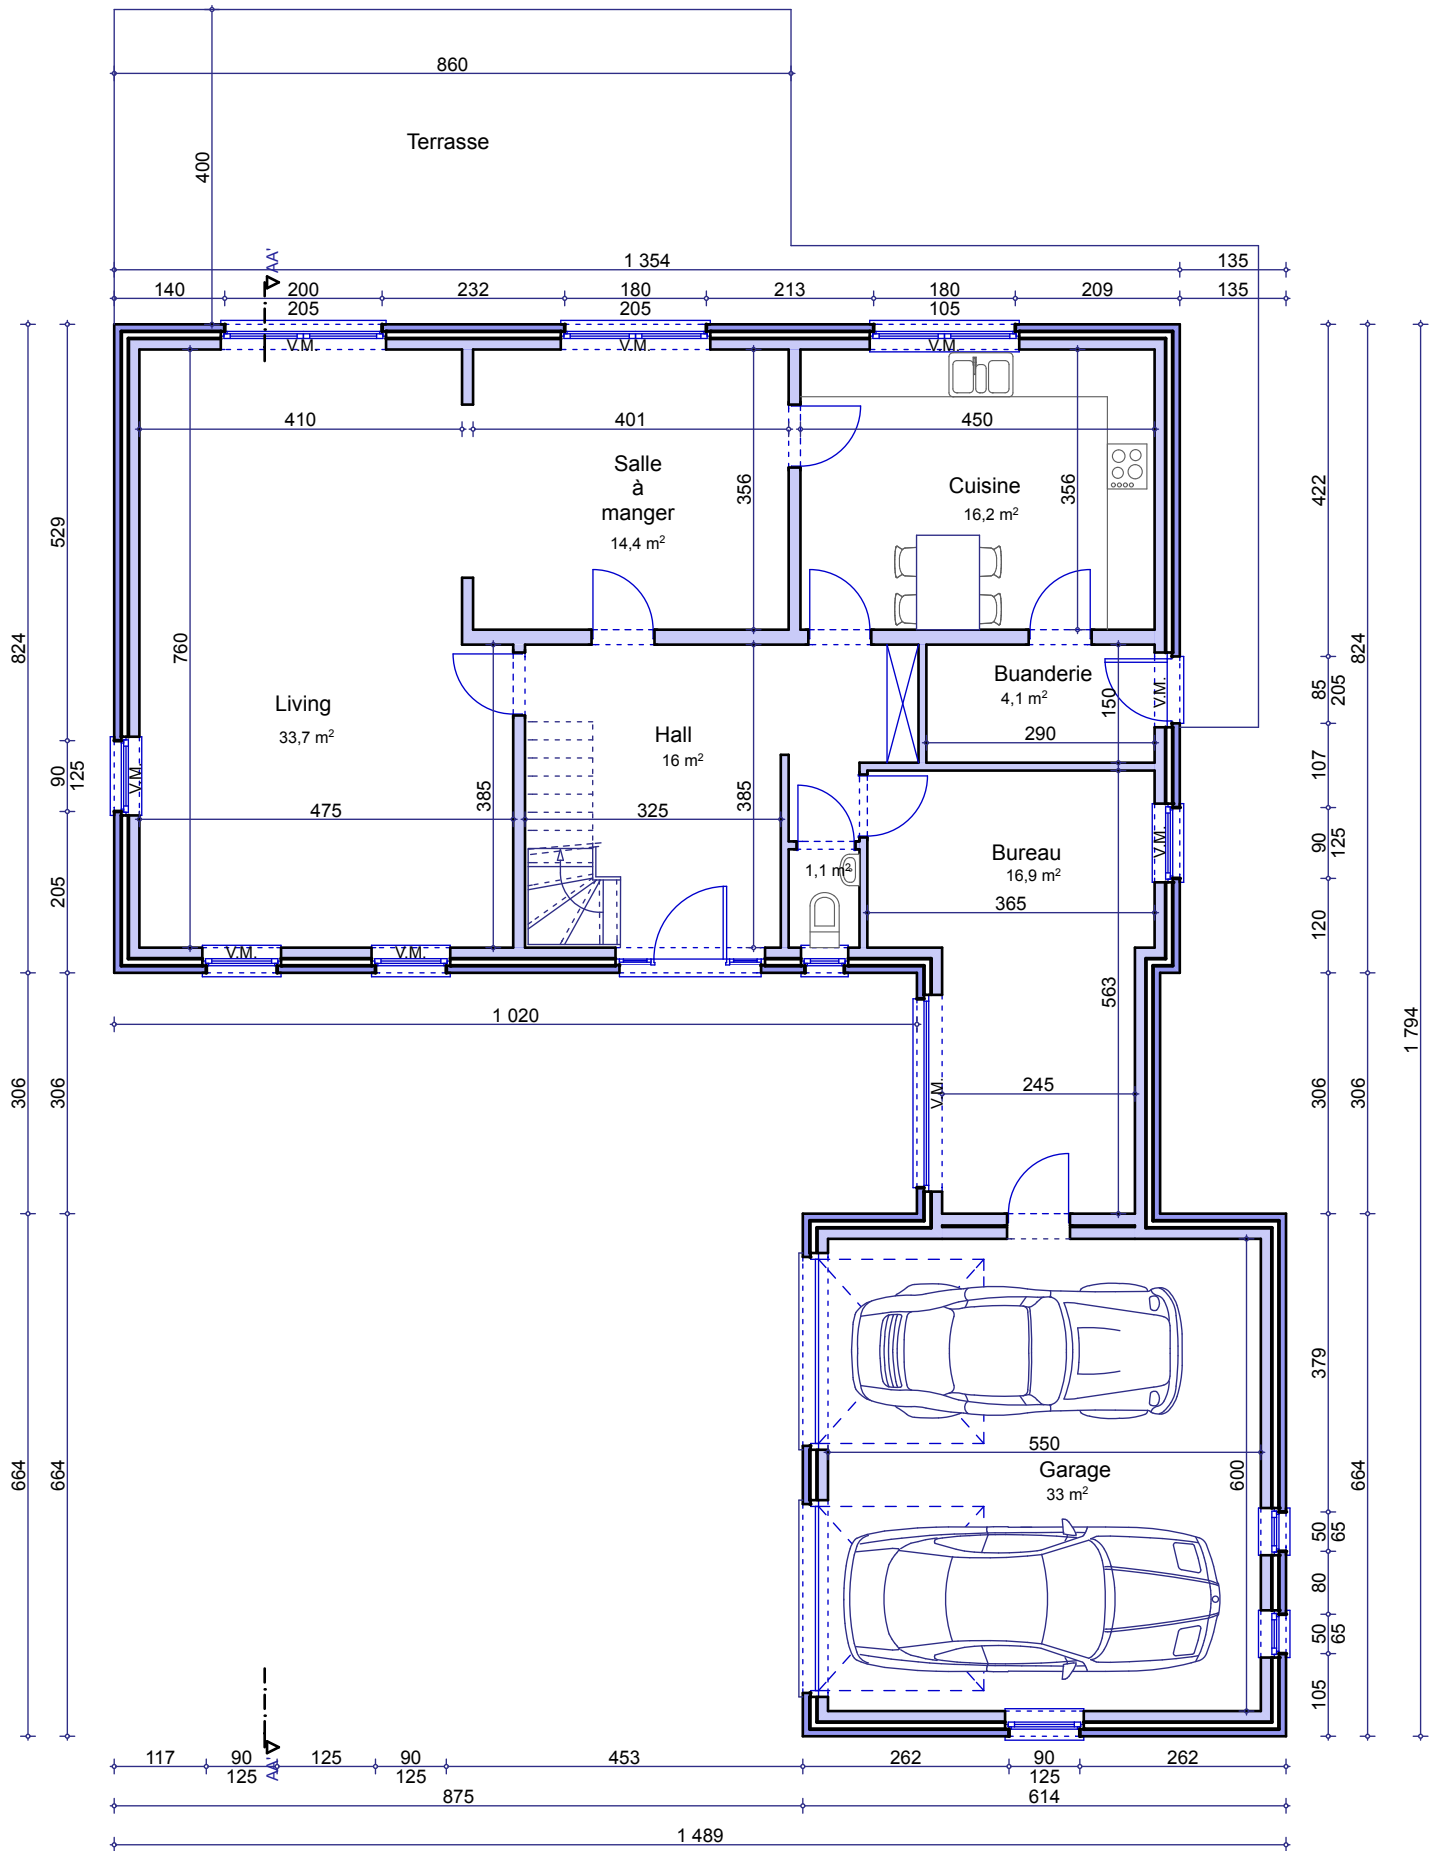 860
Terrasse
400
AA'
1 354
135
140
200
232
180
213
180
209
135
205
205
105
V.M.
V.M.
V.M.
410
401
450
Salle
à
manger
14,4 m²
356
Cuisine
16,2 m²
356
422
529
824
760
Living
33,7 m²
Hall
16 m²
Buanderie
4,1 m²
150
290
V.M.
85
205
824
107
90
125
V.M.
475
385
325
385
V.M.
90
125
Bureau
16,9 m²
1,1 m²
365
205
120
V.M.
V.M.
563
1 020
1 794
306
306
V.M.
245
306
306
379
550
Garage
33 m²
600
664
664
664
50
65
80
50
65
105
AA'
117
90
125
90
453
262
90
262
125
125
125
875
614
1 489